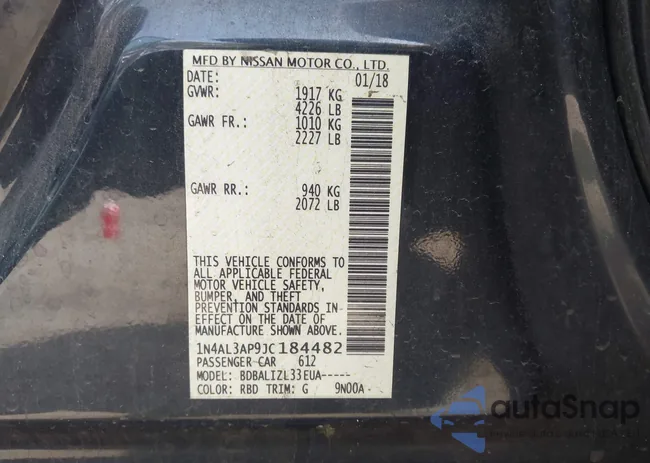 MFD BY NISSAN MOTOR CO., LTD.
DATE: 01/18
GVWR: 1917 KG
4226 LB
GAWR FR.: 1010 KG
2227 LB
GAWR RR.: 940 KG
2072 LB
THIS VEHICLE CONFORMS TO
ALL APPLICABLE FEDERAL
MOTOR VEHICLE SAFETY,
BUMPER, AND THEFT
PREVENTION STANDARDS IN
EFFECT ON THE DATE OF
MANUFACTURE SHOWN ABOVE.
1N4AL3AP9JC184482
PASSENGER CAR 612
MODEL: BDBALIZL33EUA-----
COLOR: RBD TRIM: G 9N00A -
autaSnap